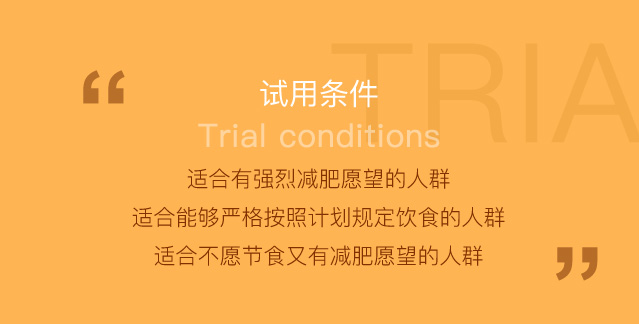 TRIA
“
试用条件
Trial conditions
适合有强烈减肥愿望的人群
适合能够严格按照计划规定饮食的人群
适合不愿节食又有减肥愿望的人群
”